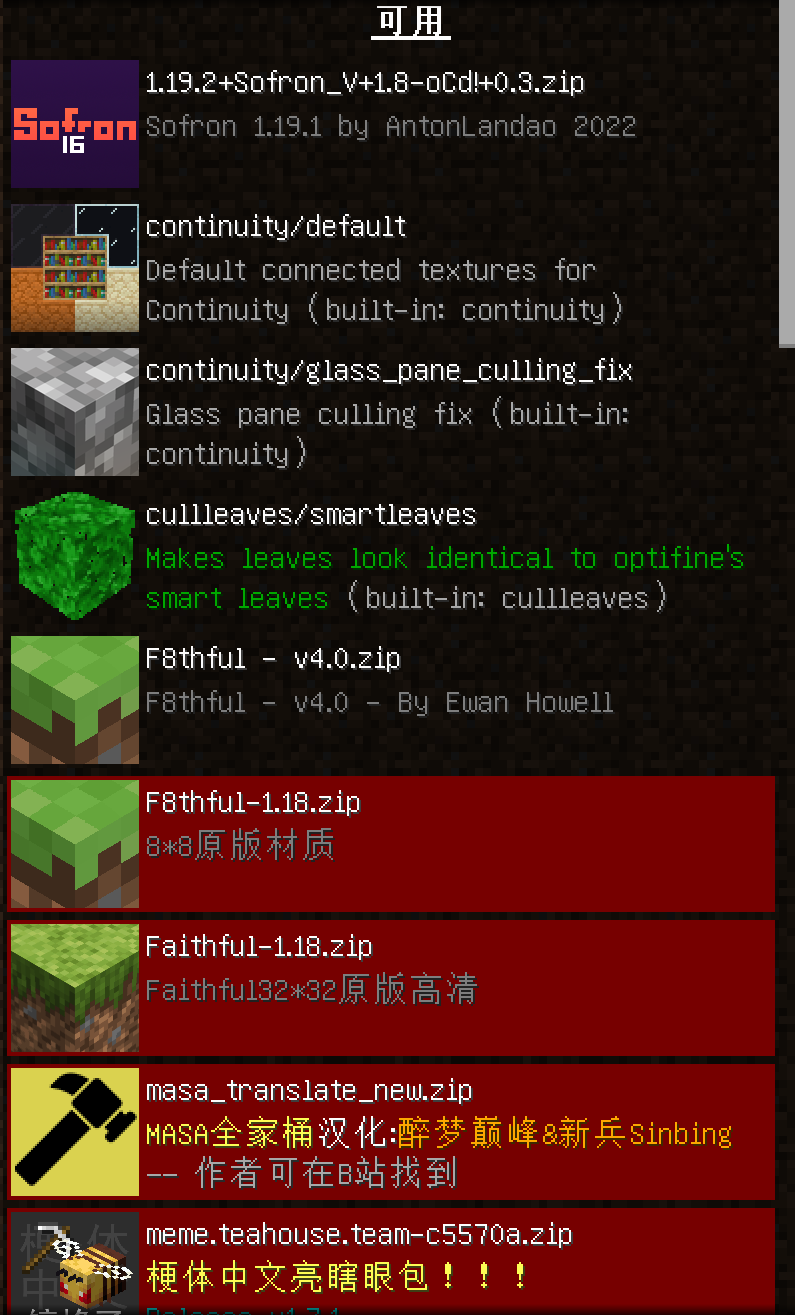 可用
Sofron
16
1.19.2+Sofron_V+1.8-oCd!+0.3.zip
Sofron 1.19.1 by AntonLandao 2022
continuity/default
Default connected textures for
Continuity (built-in: continuity)
continuity/glass_pane_culling_fix
Glass pane culling fix (built-in:
continuity)
cullleaves/smartleaves
Makes leaves look identical to optifine's
smart leaves (built-in: cullleaves)
F8thful - v4.0.zip
F8thful - v4.0 - By Ewan Howell
F8thful-1.18.zip
8*8原版材质
Faithful-1.18.zip
Faithful32*32原版高清
masa_translate_new.zip
MASA全家桶汉化:醉梦巅峰&新兵Sinbing
—— 作者可在B站找到
梗体
中
meme.teahouse.team-c5570a.zip
梗体中文亮瞎眼包！！！